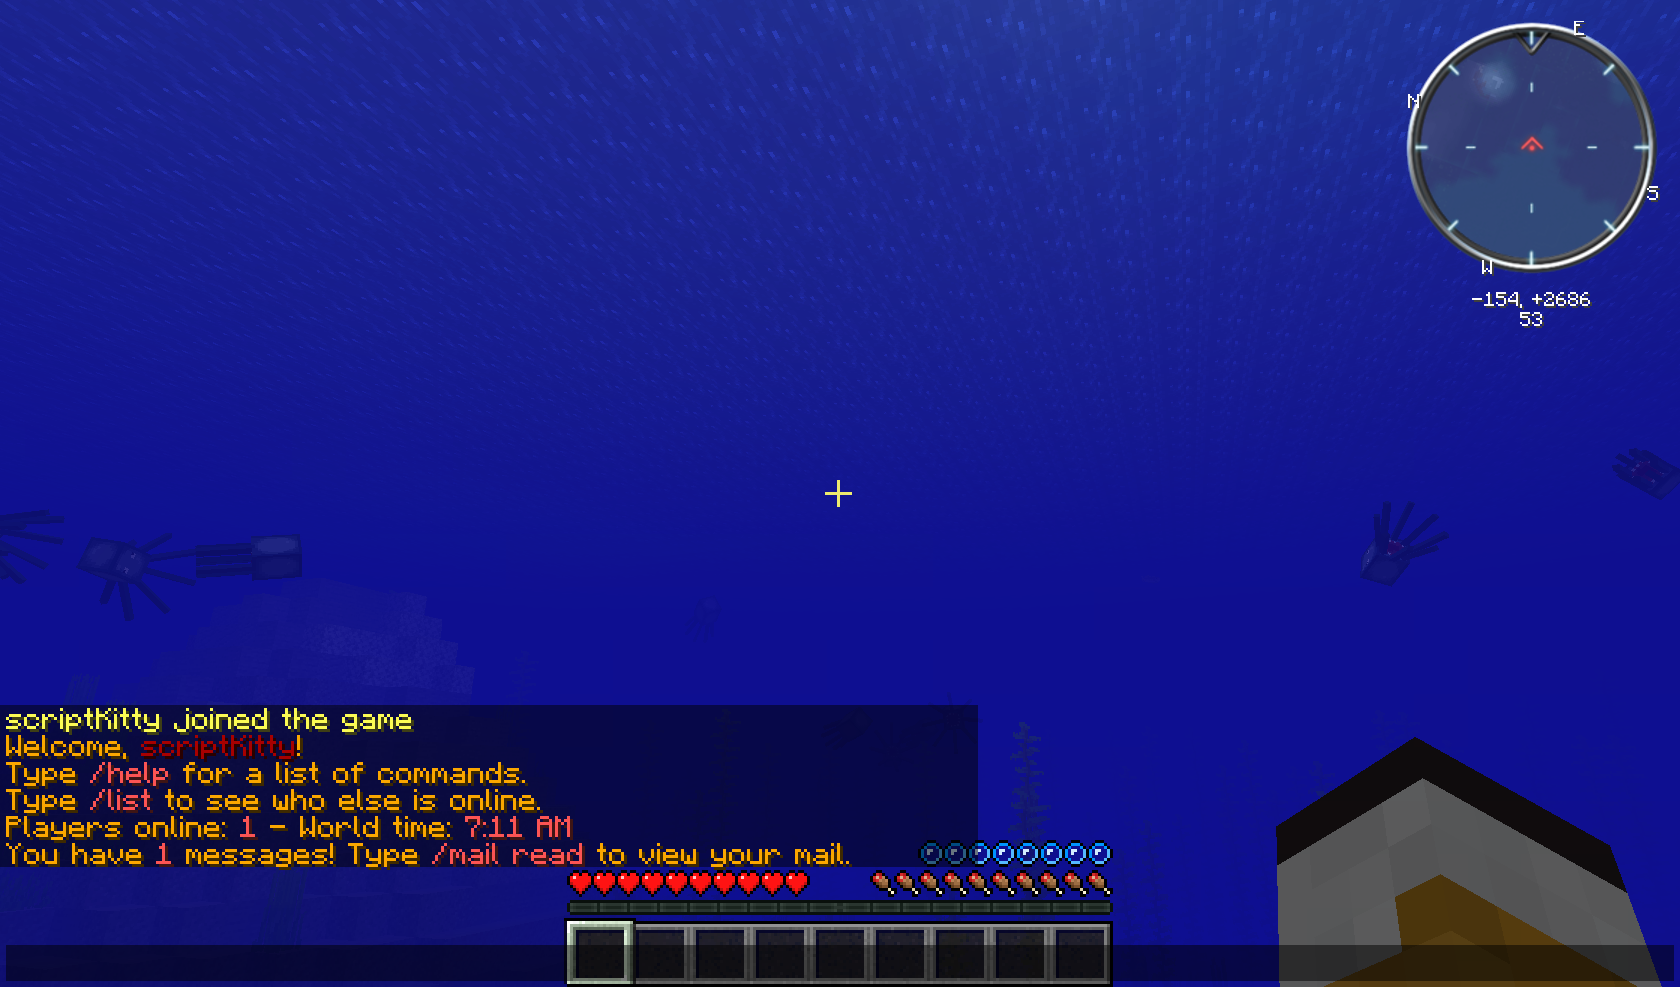 E
N
S
W
-154, +2686
53
scriptKitty joined the game
Welcome, scriptKitty!
Type /help for a list of commands.
Type /list to see who else is online.
Players online: 1 - World time: 7:11 AM
You have 1 messages! Type /mail read to view your mail.